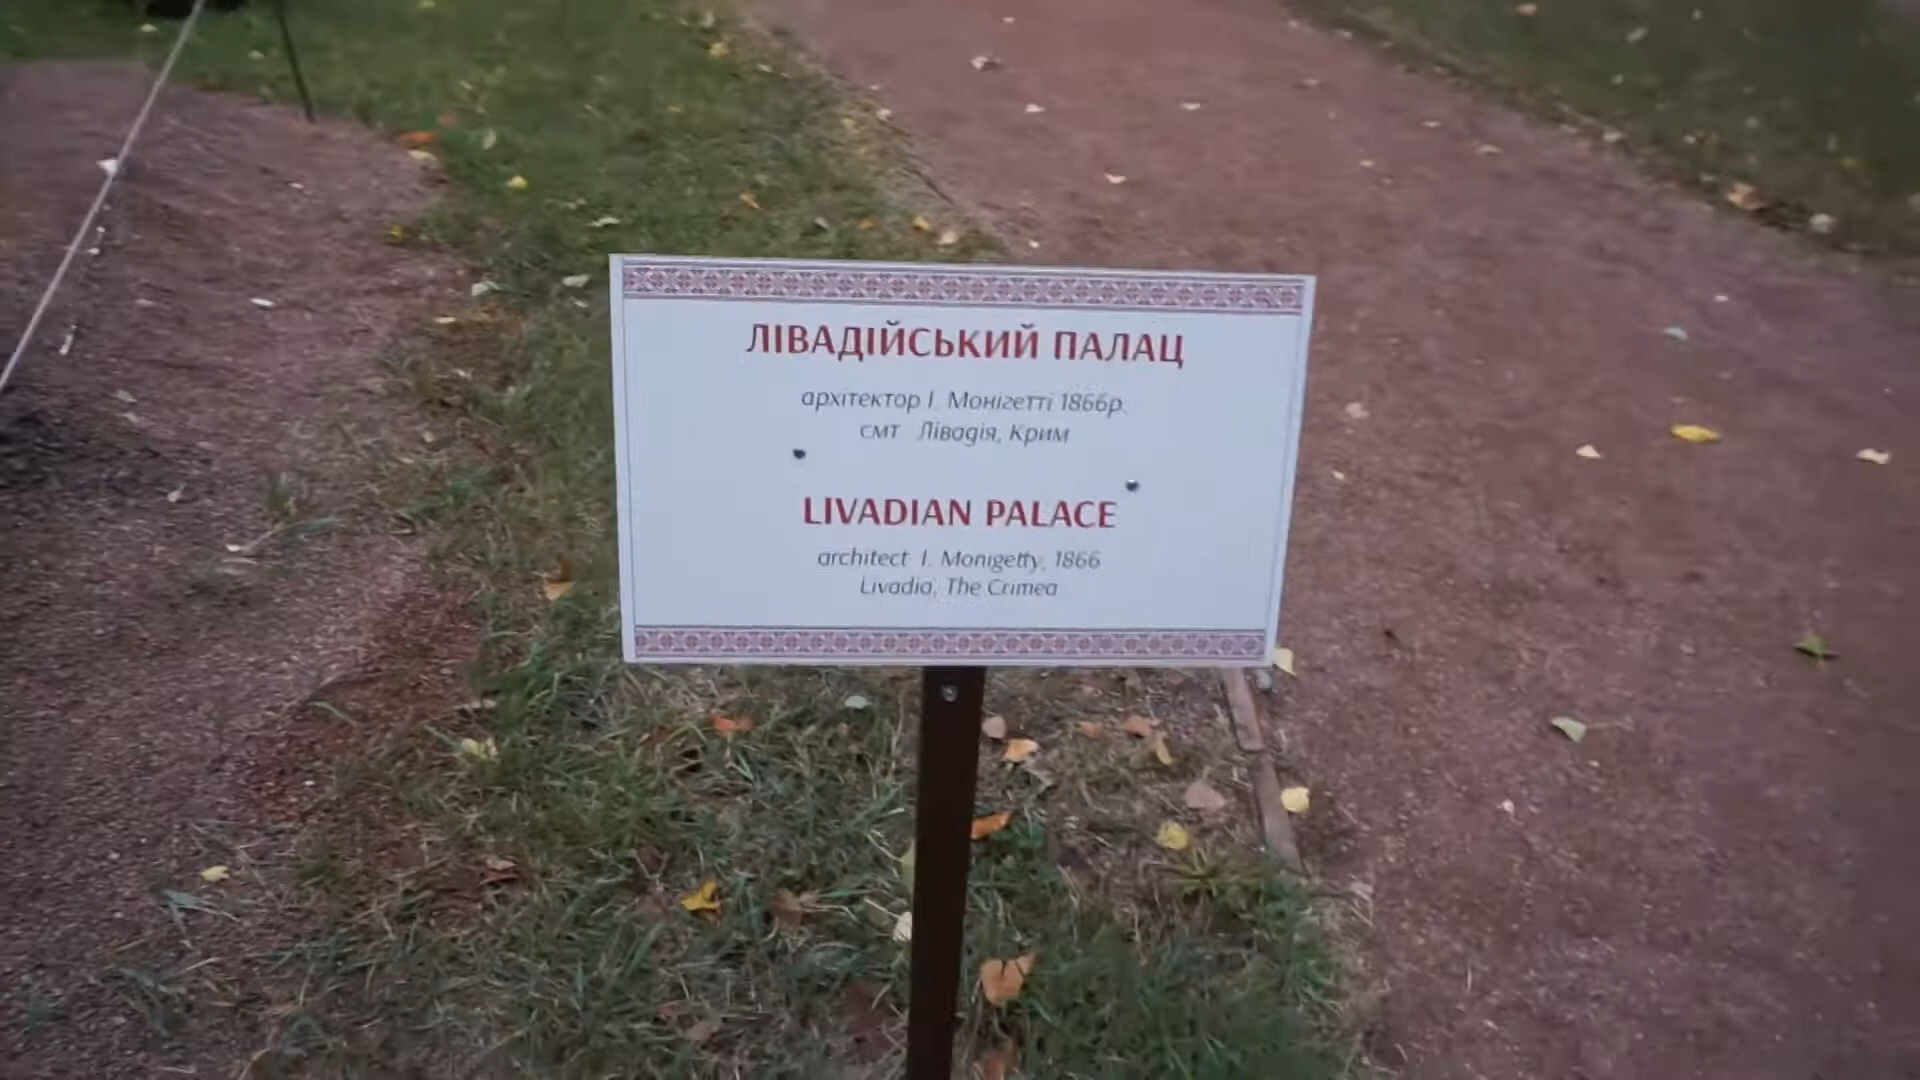 ЛІВАДІЙСЬКИЙ ПАЛАЦ
архітектор І. Монігетті 1866р.
смт Лівадія, Крим
LIVADIAN PALACE
architect I. Monigetty, 1866
Livadia, The Crimea